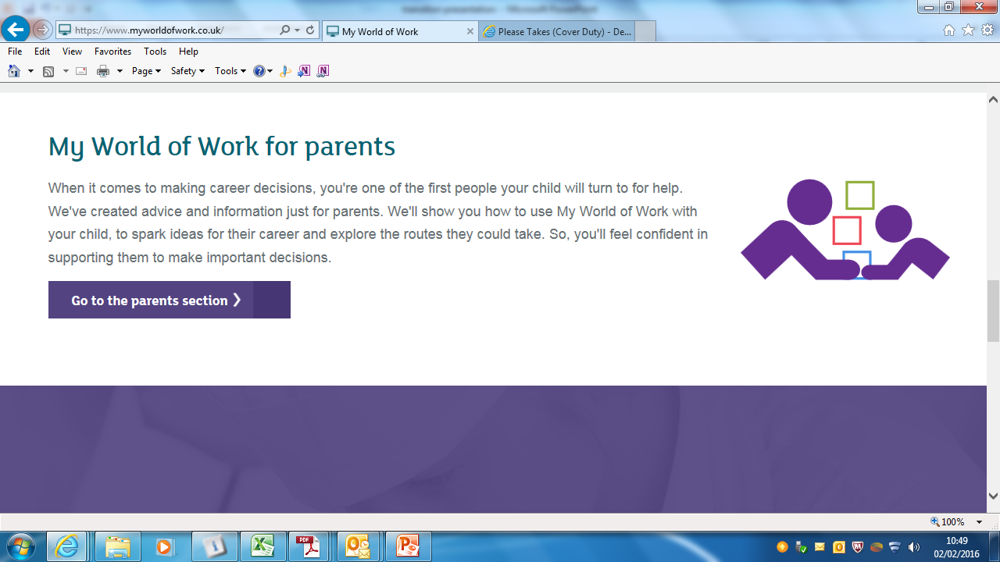 transition presentation - Microsoft PowerPoint
https://www.myworldofwork.co.uk/
My World of Work
Please Takes (Cover Duty) - De...
File Edit View Favorites Tools Help
Page Safety Tools
My World of Work for parents
When it comes to making career decisions, you're one of the first people your child will turn to for help.
We've created advice and information just for parents. We'll show you how to use My World of Work with
your child, to spark ideas for their career and explore the routes they could take. So, you'll feel confident in
supporting them to make important decisions.
Go to the parents section ❯
100%
PDF
10:49
02/02/2016